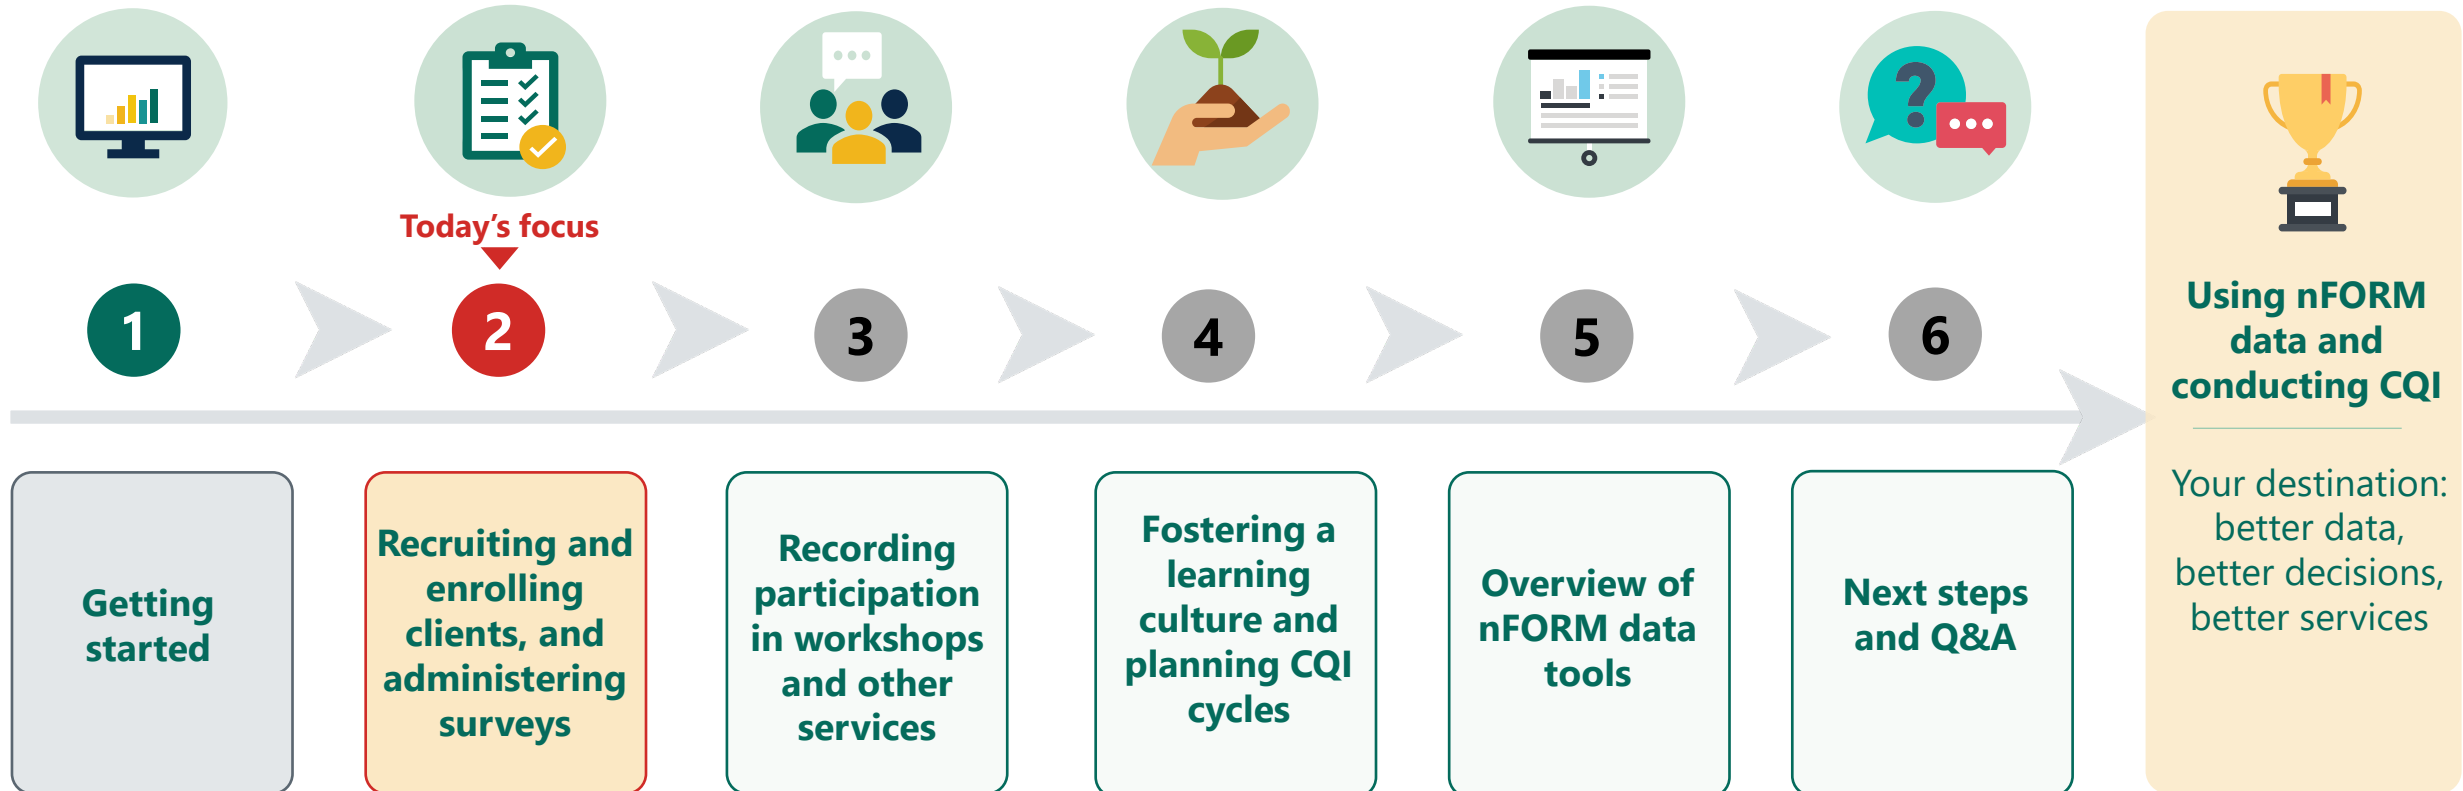 Today's focus
1
2
3
4
5
6
Getting
started
Recruiting and
enrolling
clients, and
administering
surveys
Recording
participation
in workshops
and other
services
Fostering a
learning
culture and
planning CQI
cycles
Overview of
nFORM data
tools
Next steps
and Q&A
Using nFORM
data and
conducting CQI
Your destination:
better data,
better decisions,
better services